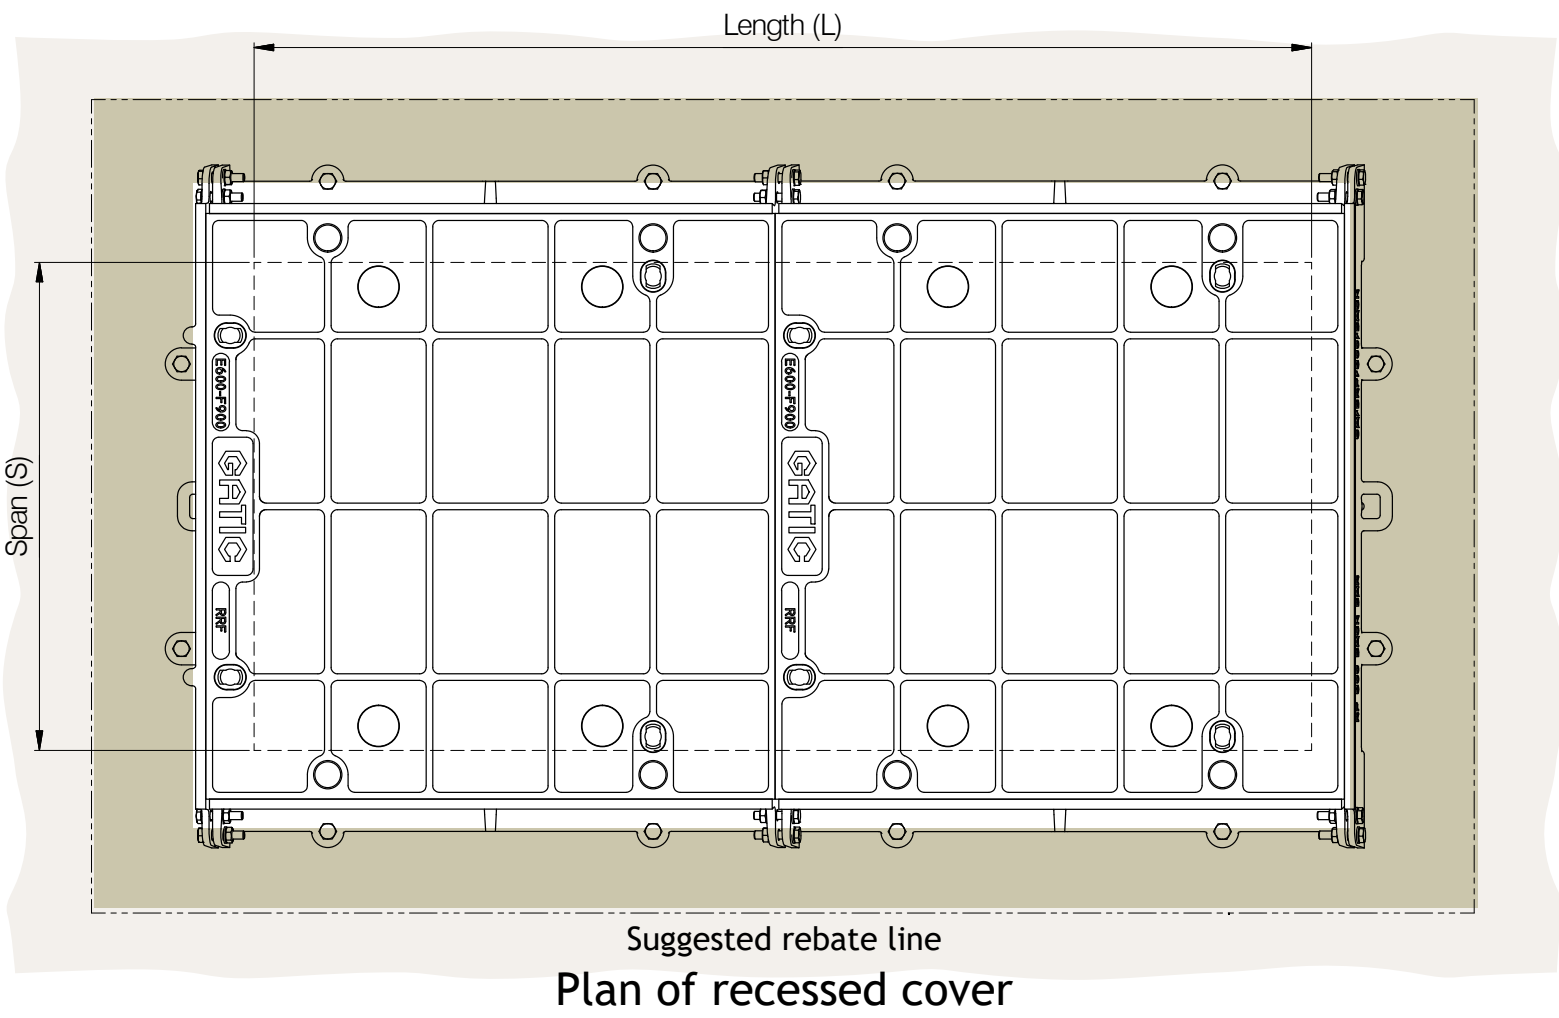 Length (L)
Span (S)
E600-F900
GATIC
RRF
E600-F900
GATIC
RRF
Suggested rebate line
Plan of recessed cover